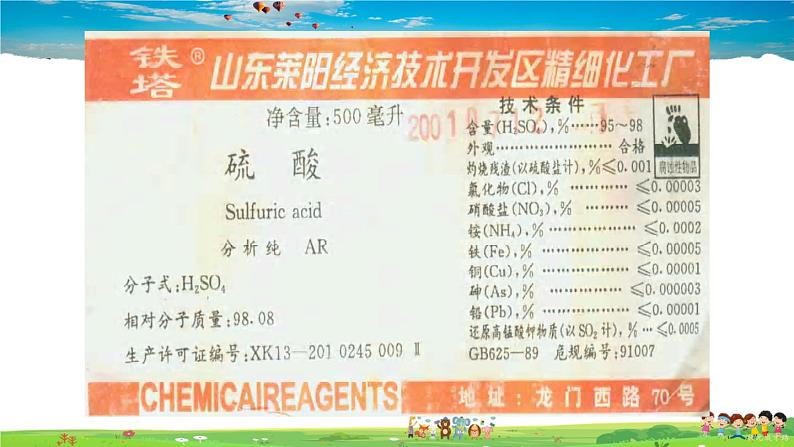 铁塔®
山东莱阳经济技术开发区精细化工厂
净含量:500毫升
硫 酸
Sulfuric acid
分析纯 AR
分子式:H₂SO₄
相对分子质量:98.08
生产许可证编号:XK13-201 0245 009 Ⅱ
技术条件
含量(H₂SO₄),%……95~98
外观…………………合格
灼烧残渣(以硫酸盐计),%≤0.001
氯化物(Cl),% ……≤0.00003
硝酸盐(NO₃),% ……≤0.00005
铵(NH₄),% ………………≤0.0002
铁(Fe),% ……………≤0.00005
铜(Cu),% ……………≤0.00001
砷(As),% ……………≤0.000003
铅(Pb),% ……………≤0.00001
还原高锰酸钾物质(以SO₂计),% …≤0.0005
GB625-89 危规编号:91007
腐蚀性物品
CHEMICAIREAGENTS
地址:龙门西路70号